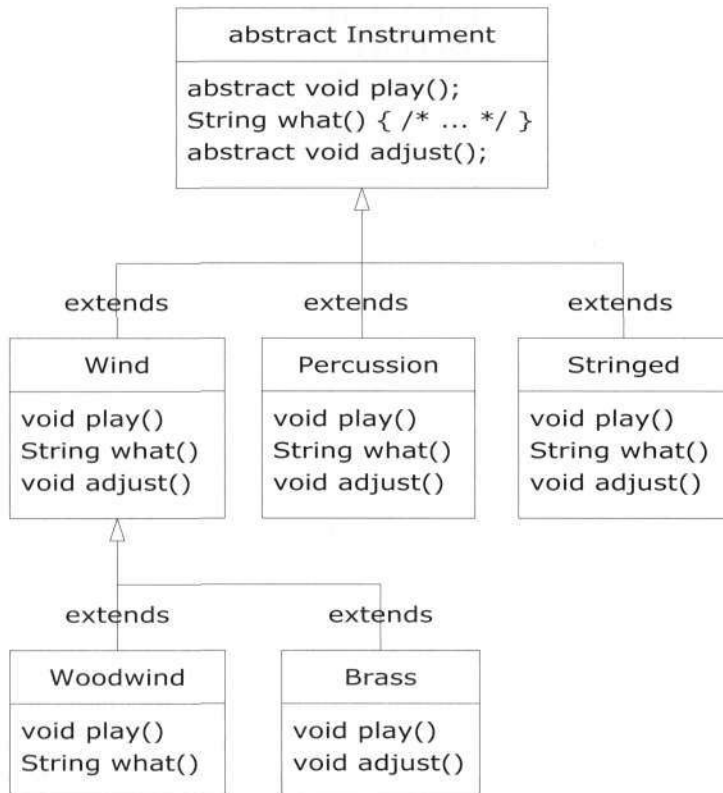 abstract Instrument
abstract void play();
String what() { /* ... */ }
abstract void adjust();
extends
extends
extends
Wind
void play()
String what()
void adjust()
Percussion
void play()
String what()
void adjust()
Stringed
void play()
String what()
void adjust()
extends
extends
Woodwind
void play()
String what()
Brass
void play()
void adjust()